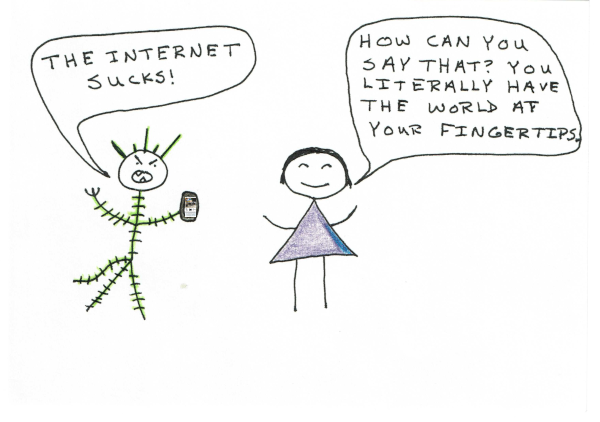 THE INTERNET
SUCKS!
HOW CAN YOU
SAY THAT? YOU
LITERALLY HAVE
THE WORLD AT
YOUR FINGERTIPS.